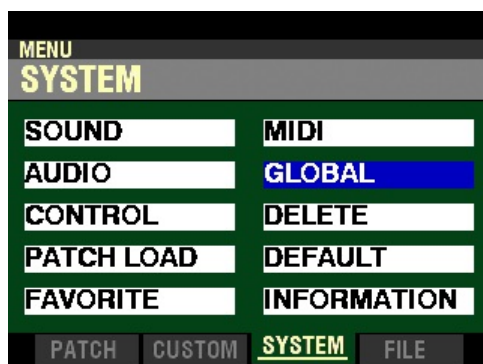 MENU
SYSTEM
SOUND
MIDI
AUDIO
GLOBAL
CONTROL
DELETE
PATCH LOAD
DEFAULT
FAVORITE
INFORMATION
PATCH CUSTOM SYSTEM FILE